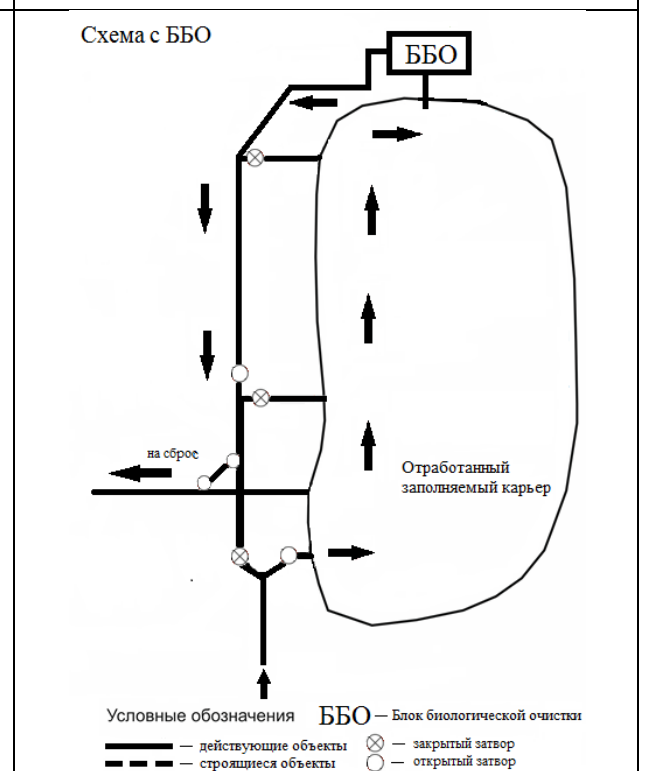 Схема с ББО
ББО
на сброс
Отработанный
заполняемый карьер
Условные обозначения
ББО — Блок биологической очистки
— действующие объекты
— закрытый затвор
— строящиеся объекты
— открытый затвор